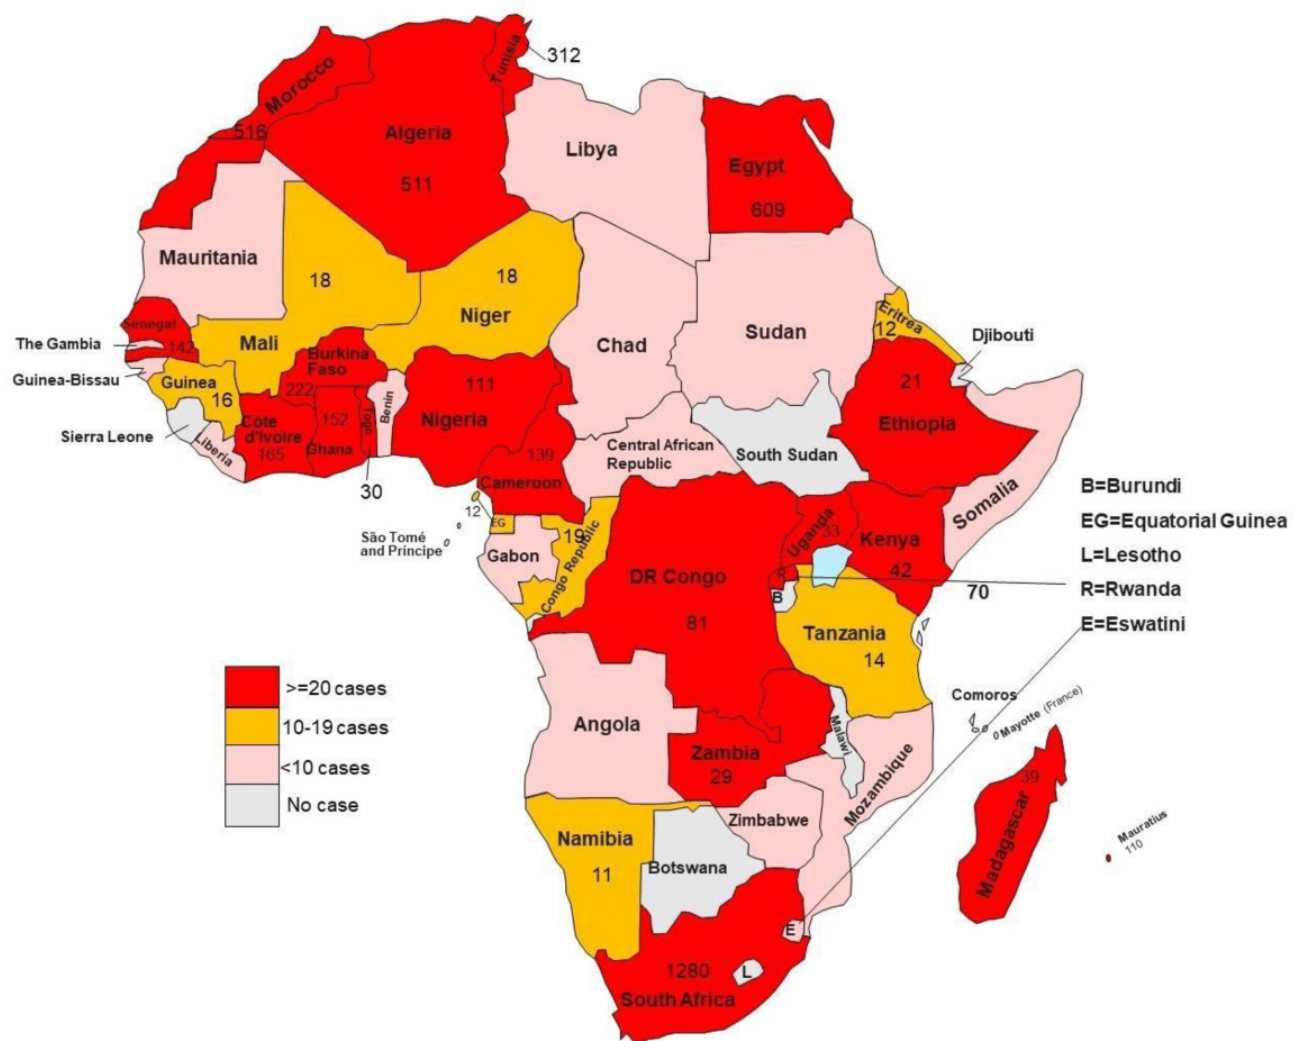 312
Tunisia
Morocco
516
Algeria
511
Libya
Egypt
609
Mauritania
18
Mali
18
Niger
Chad
Sudan
Eritrea
12
Djibouti
Senegal
142
The Gambia
Guinea-Bissau
Guinea
16
Sierra Leone
Liberia
Burkina
Faso
222
Côte
d'Ivoire
165
152
Ghana
Togo
30
Benin
111
Nigeria
139
Cameroon
Central African
Republic
South Sudan
21
Ethiopia
Somalia
12
EG
São Tomé
and Príncipe
Gabon
19
Congo Republic
DR Congo
81
Uganda
33
Kenya
42
R
B
70
Tanzania
14
B=Burundi
EG=Equatorial Guinea
L=Lesotho
R=Rwanda
E=Eswatini
>=20 cases
10-19 cases
<10 cases
No case
Angola
Zambia
29
Malawi
Mozambique
Comoros
Mayotte (France)
39
Madagascar
Mauratius
110
Zimbabwe
Namibia
11
Botswana
E
1280
L
South Africa